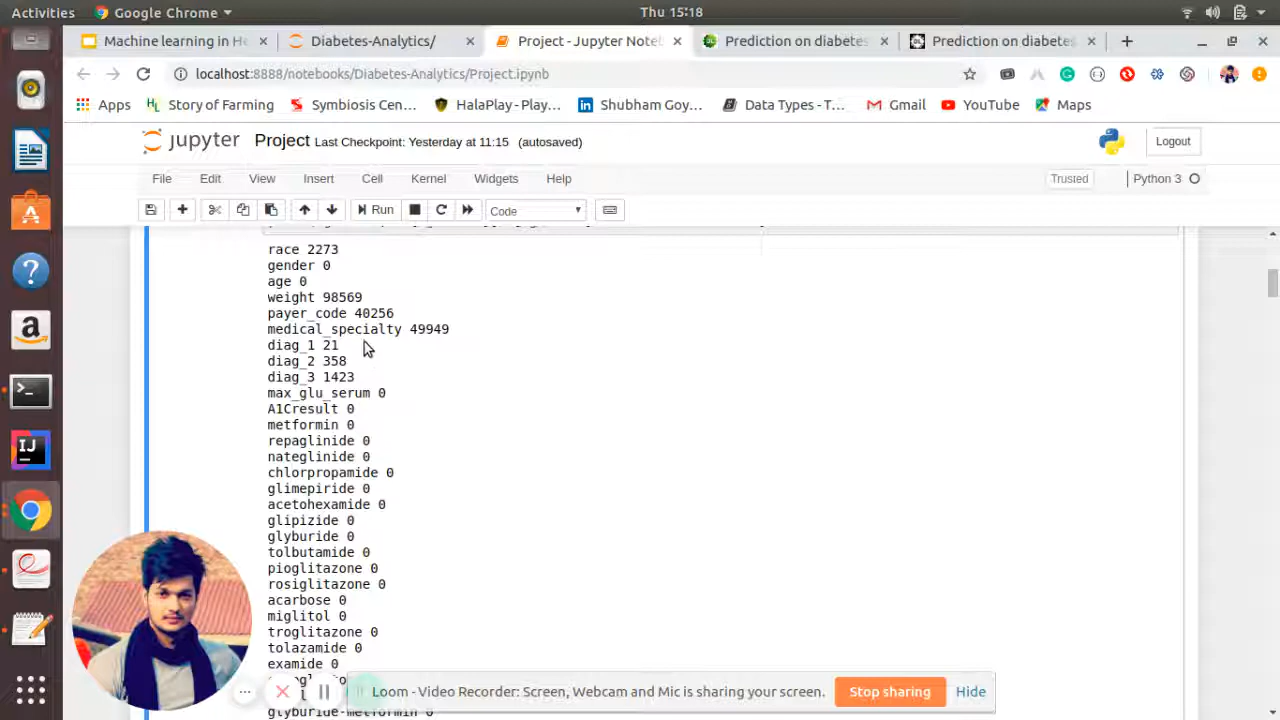 Activities Google Chrome Thu 15:18
Machine learning in He Diabetes-Analytics/ Project - Jupyter Noteb Prediction on diabetes Prediction on diabetes
localhost:8888/notebooks/Diabetes-Analytics/Project.ipynb
Apps Story of Farming Symbiosis Cen... HalaPlay - Play... Shubham Goy... Data Types - T... Gmail YouTube Maps
jupyter Project Last Checkpoint: Yesterday at 11:15 (autosaved) Logout
File Edit View Insert Cell Kernel Widgets Help Trusted Python 3
Run Code
race 2273
gender 0
age 0
weight 98569
payer_code 40256
medical_specialty 49949
diag_1 21
diag_2 358
diag_3 1423
max_glu_serum 0
A1Cresult 0
metformin 0
repaglinide 0
nateglinide 0
chlorpropamide 0
glimepiride 0
acetohexamide 0
glipizide 0
glyburide 0
tolbutamide 0
pioglitazone 0
rosiglitazone 0
acarbose 0
miglitol 0
troglitazone 0
tolazamide 0
examide 0
Loom - Video Recorder: Screen, Webcam and Mic is sharing your screen. Stop sharing Hide
glyburide-metformin 0